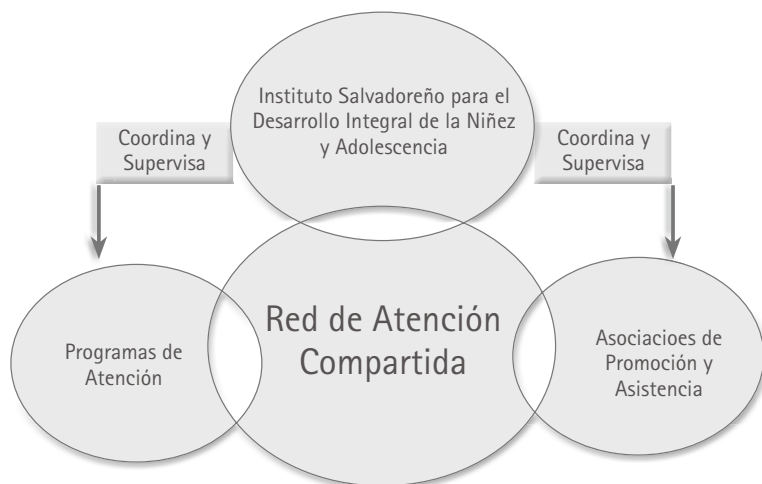 Instituto Salvadoreño para el
Desarrollo Integral de la Niñez
y Adolescencia
Coordina y
Supervisa
Coordina y
Supervisa
Red de Atención
Compartida
Programas de
Atención
Asociacioes de
Promoción y
Asistencia